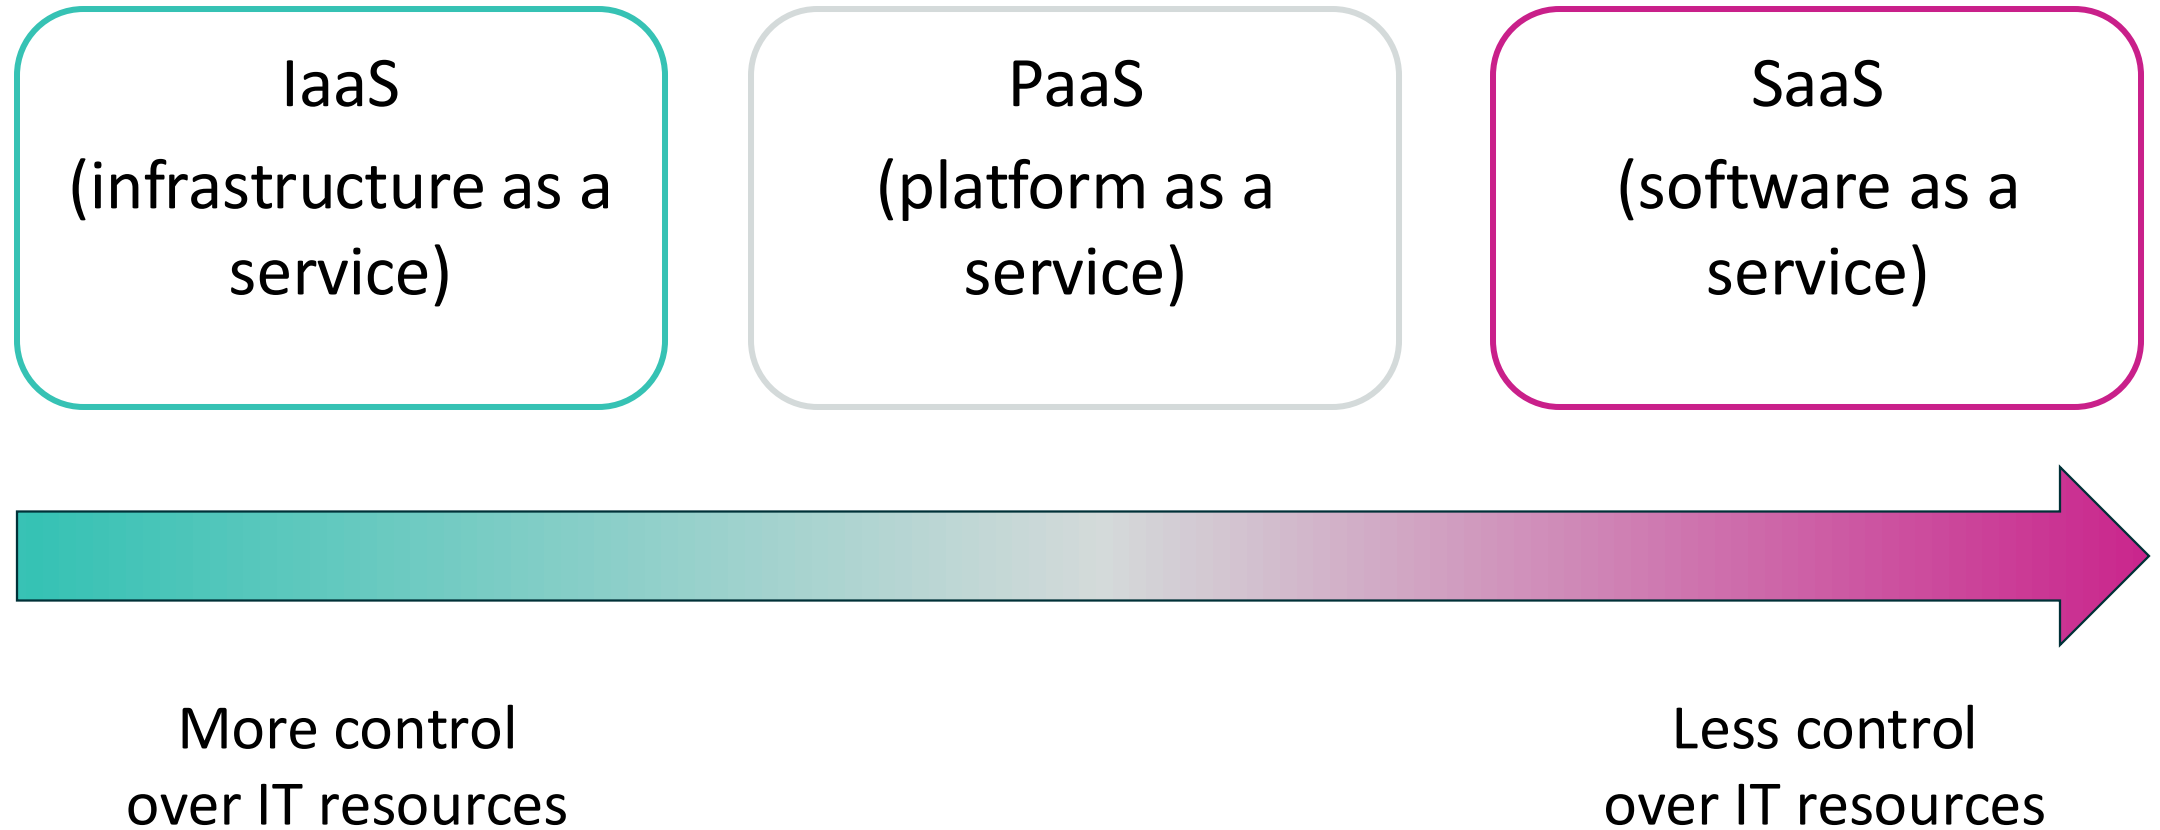 IaaS
(infrastructure as a
service)
PaaS
(platform as a
service)
SaaS
(software as a
service)
More control
over IT resources
Less control
over IT resources